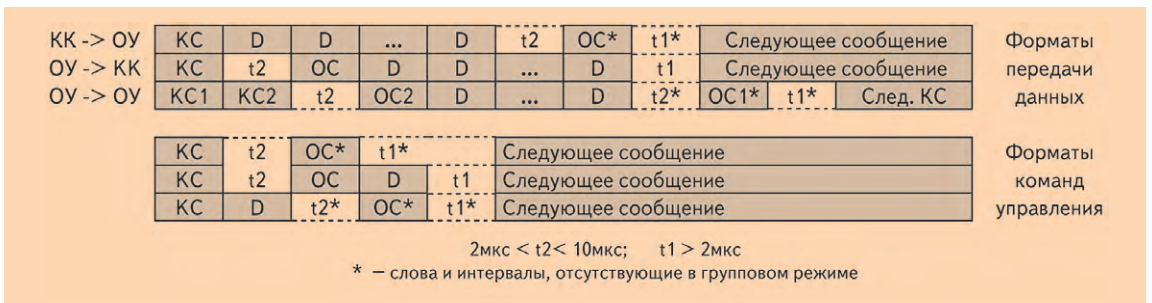 КК -> ОУ КС D D ... D t2 ОС* t1* Следующее сообщение Форматы
ОУ -> КК КС t2 ОС D D ... D t1 Следующее сообщение передачи
ОУ -> ОУ КС1 КС2 t2 ОС2 D ... D t2* ОС1* t1* След. КС данных
КС t2 ОС* t1* Следующее сообщение Форматы
КС t2 ОС D t1 Следующее сообщение команд
КС D t2* ОС* t1* Следующее сообщение управления
2мкс < t2< 10мкс; t1 > 2мкс
* – слова и интервалы, отсутствующие в групповом режиме